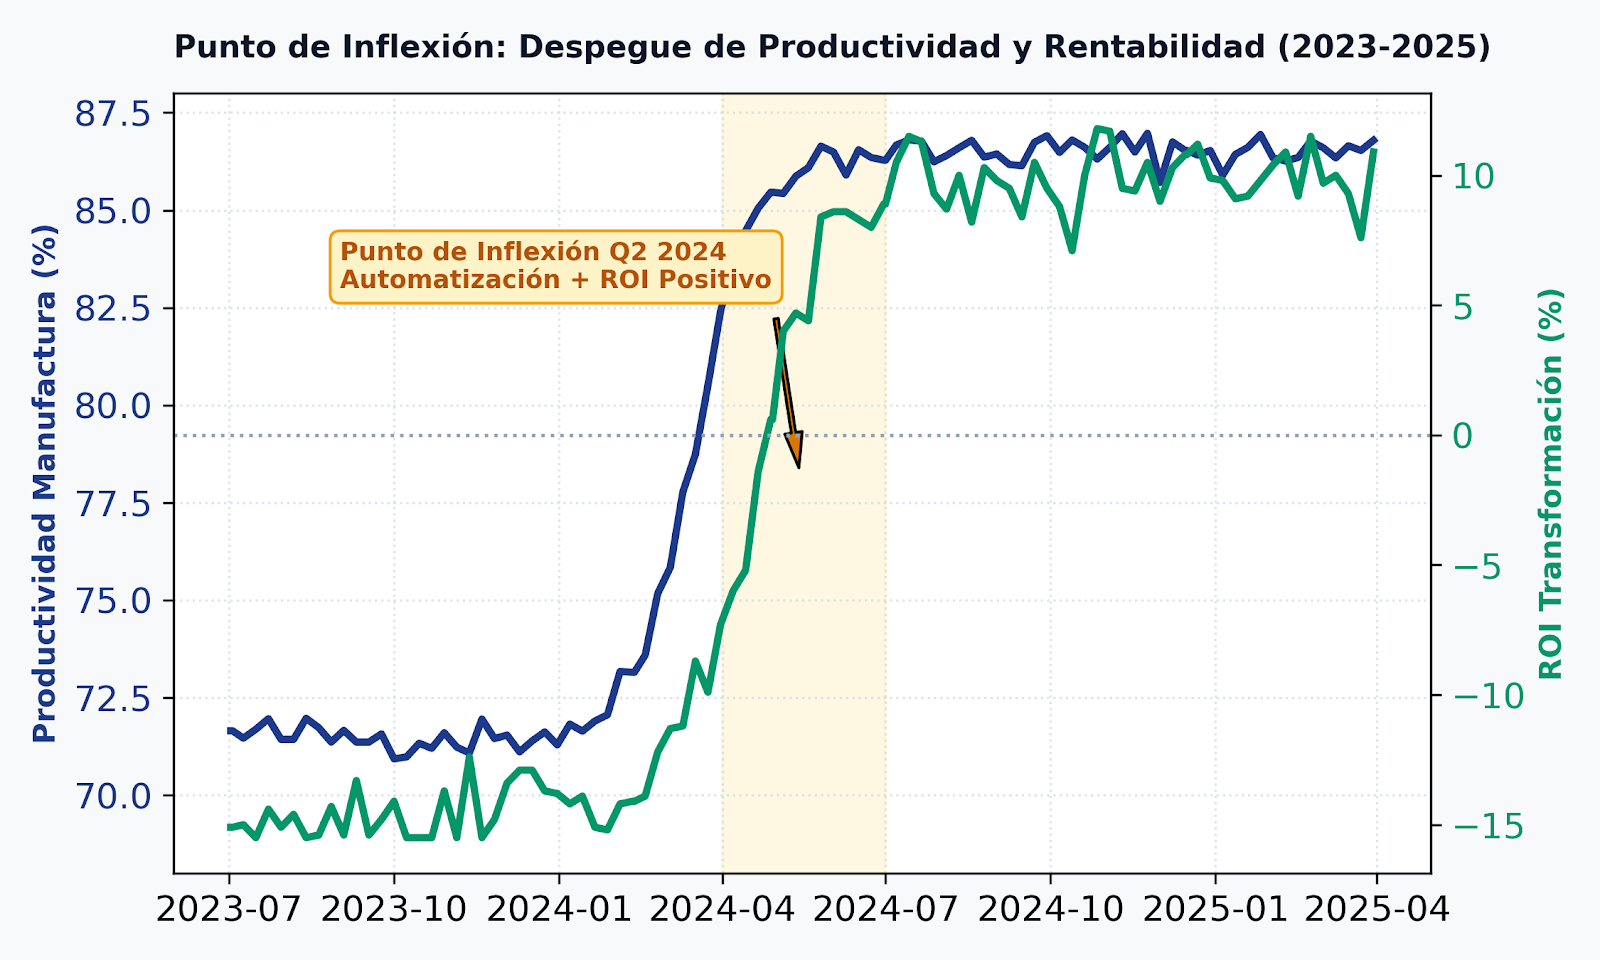 Punto de Inflexión: Despegue de Productividad y Rentabilidad (2023-2025)
Productividad Manufactura (%)
87.5
85.0
82.5
80.0
77.5
75.0
72.5
70.0
Punto de Inflexión Q2 2024
Automatización + ROI Positivo
10
5
0
−5
−10
−15
ROI Transformación (%)
2023-07 2023-10 2024-01 2024-04 2024-07 2024-10 2025-01 2025-04